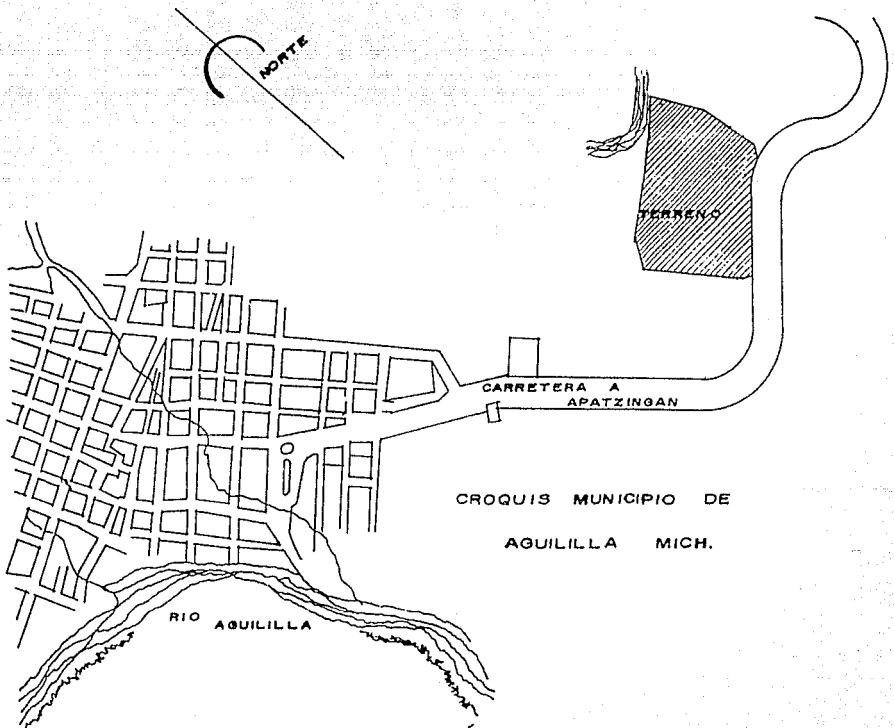 NORTE
TERRENO
CARRETERA A
APATZINGAN
CROQUIS MUNICIPIO DE
AGUILILLA MICH.
RIO AGUILILLA